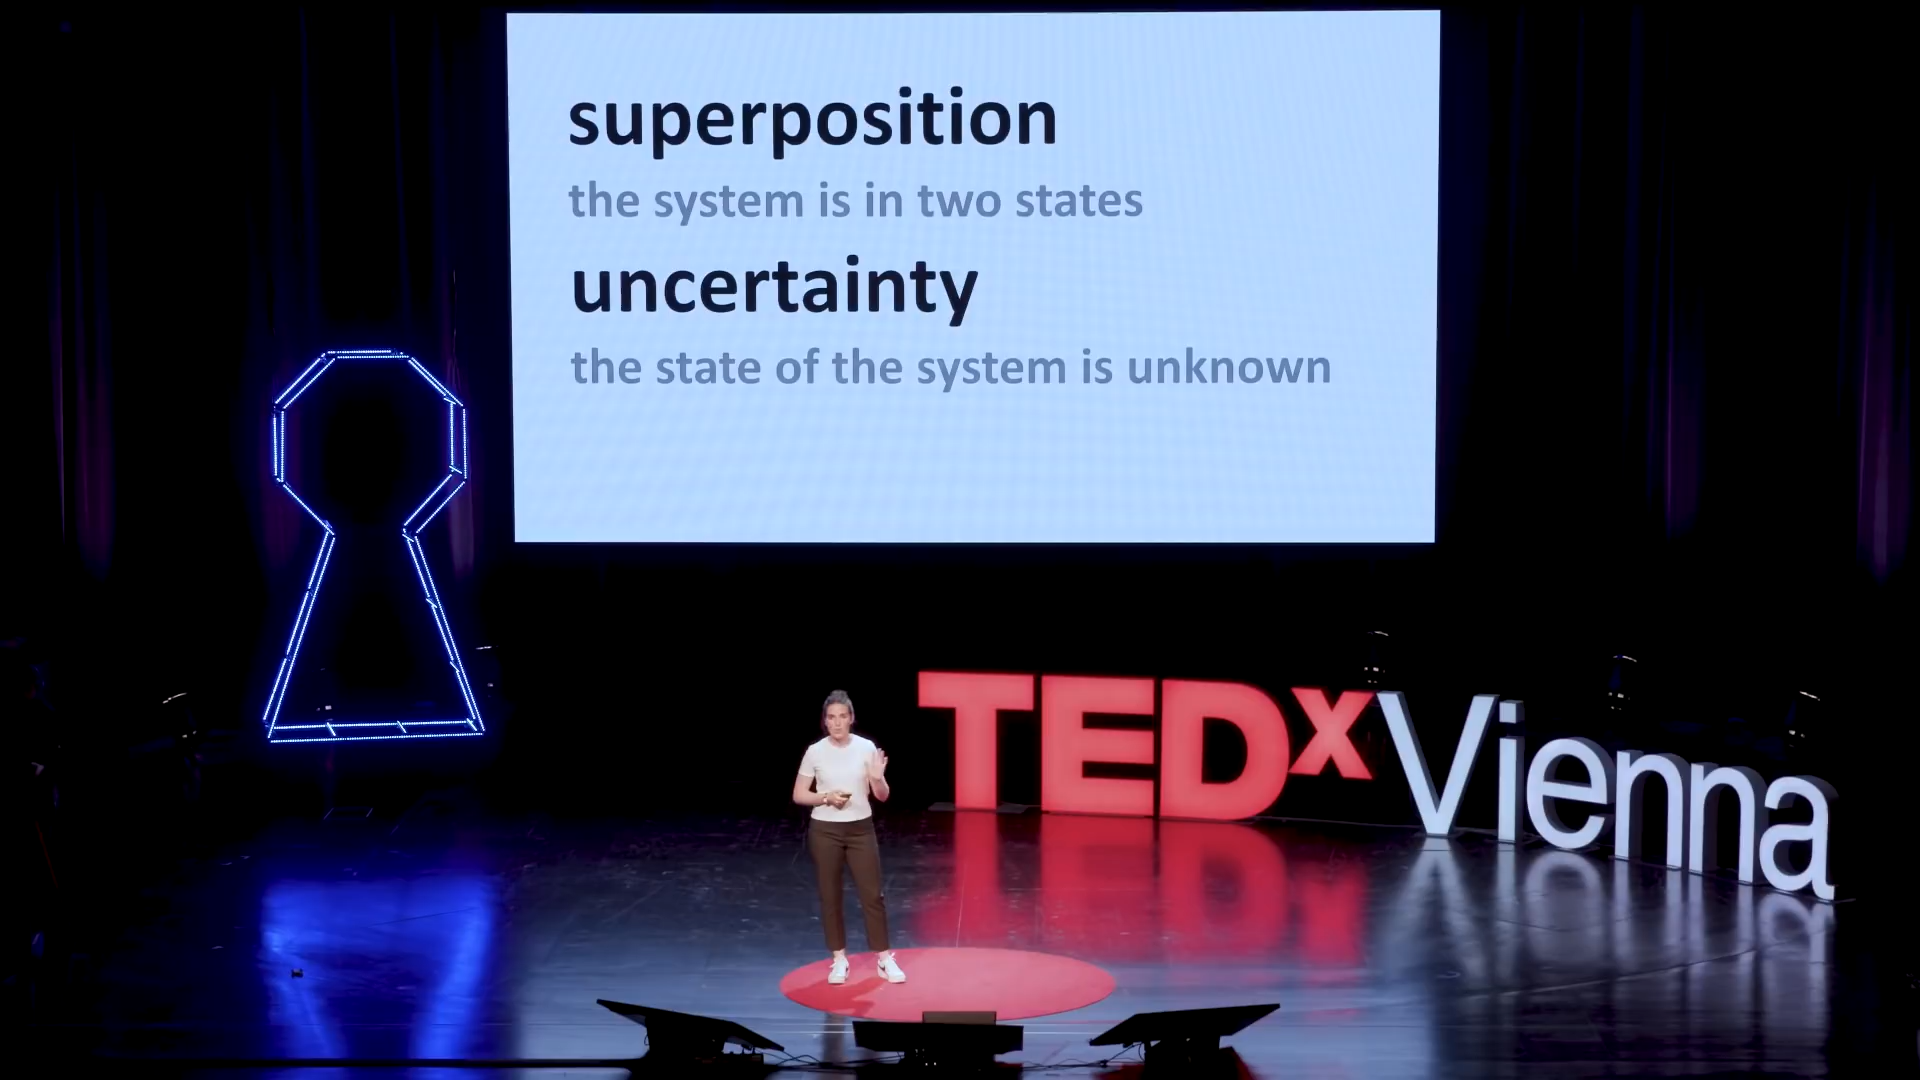 superposition
the system is in two states
uncertainty
the state of the system is unknown
TEDxVienna